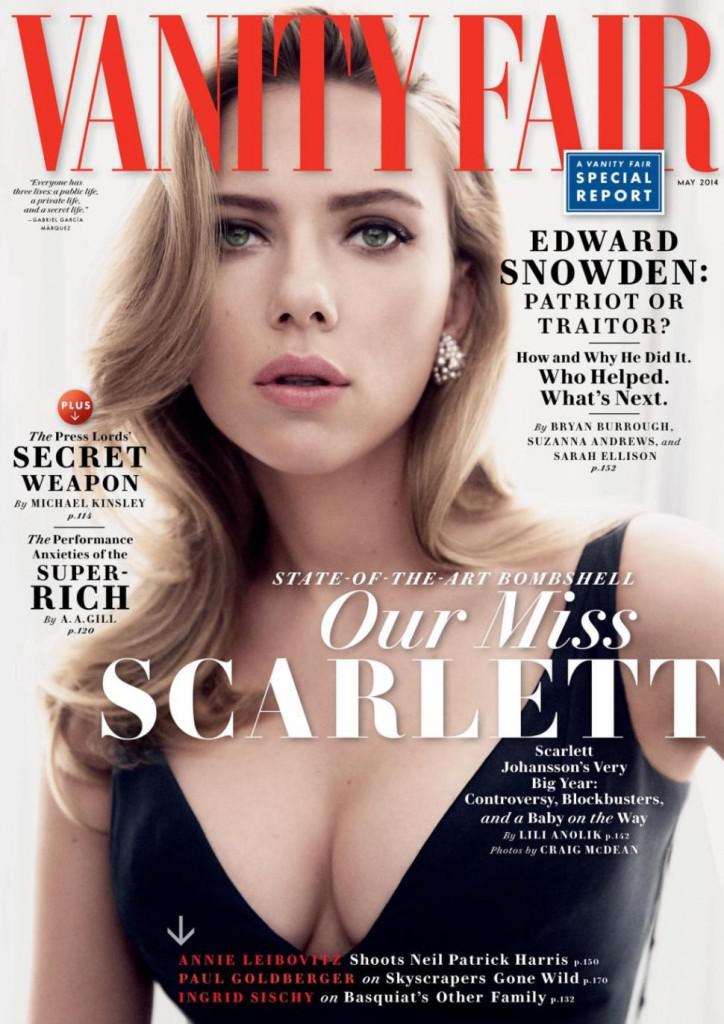 VANITY FAIR
A VANITY FAIR
SPECIAL
REPORT
MAY 2014
"Everyone has
three lives: a public life,
a private life,
and a secret life."
—GABRIEL GARCÍA
MÁRQUEZ
EDWARD
SNOWDEN:
PATRIOT OR
TRAITOR?
How and Why He Did It.
Who Helped.
What's Next.
By BRYAN BURROUGH,
SUZANNA ANDREWS, and
SARAH ELLISON
p.152
PLUS
↓
The Press Lords'
SECRET
WEAPON
By MICHAEL KINSLEY
p.114
The Performance
Anxieties of the
SUPER-
RICH
By A. A. GILL
p.120
STATE-OF-THE-ART BOMBSHELL
Our Miss
SCARLETT
Scarlett
Johansson's Very
Big Year:
Controversy, Blockbusters,
and a Baby on the Way
By LILI ANOLIK p.142
Photos by CRAIG McDEAN
↓
ANNIE LEIBOVITZ Shoots Neil Patrick Harris p.150
PAUL GOLDBERGER on Skyscrapers Gone Wild p.170
INGRID SISCHY on Basquiat's Other Family p.132